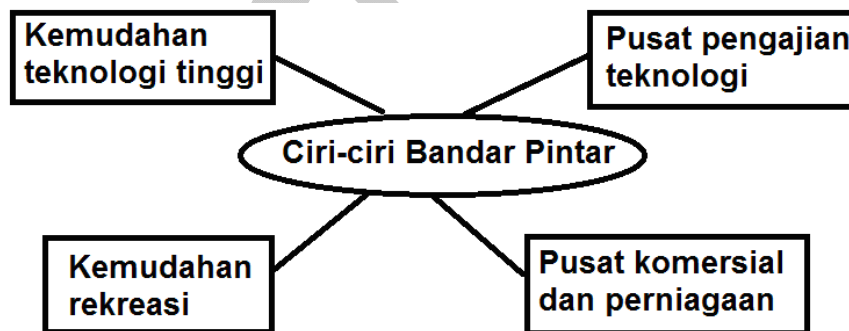 Kemudahan
teknologi tinggi
Pusat pengajian
teknologi
Ciri-ciri Bandar Pintar
Kemudahan
rekreasi
Pusat komersial
dan perniagaan